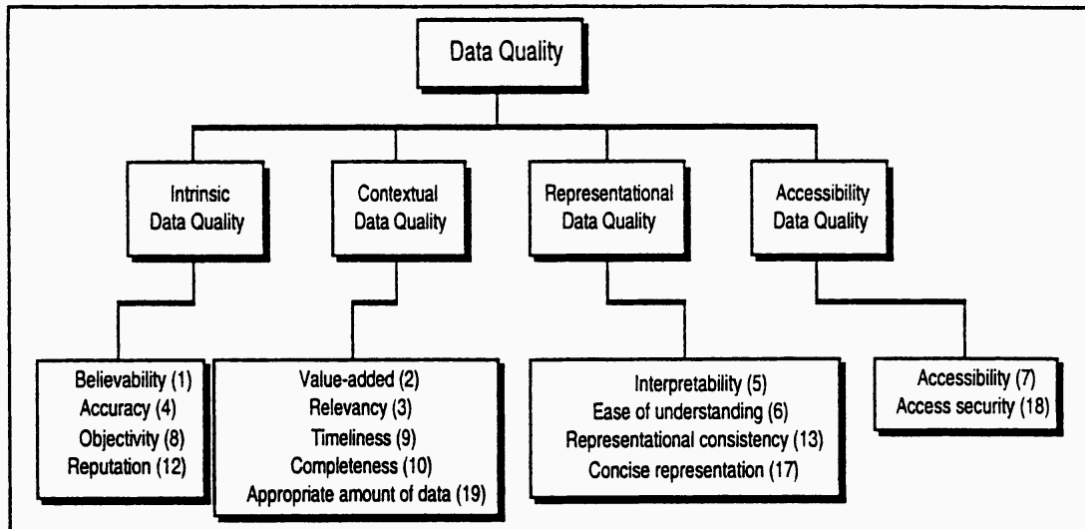 Data Quality
Intrinsic
Data Quality
Contextual
Data Quality
Representational
Data Quality
Accessibility
Data Quality
Believability (1)
Accuracy (4)
Objectivity (8)
Reputation (12)
Value-added (2)
Relevancy (3)
Timeliness (9)
Completeness (10)
Appropriate amount of data (19)
Interpretability (5)
Ease of understanding (6)
Representational consistency (13)
Concise representation (17)
Accessibility (7)
Access security (18)